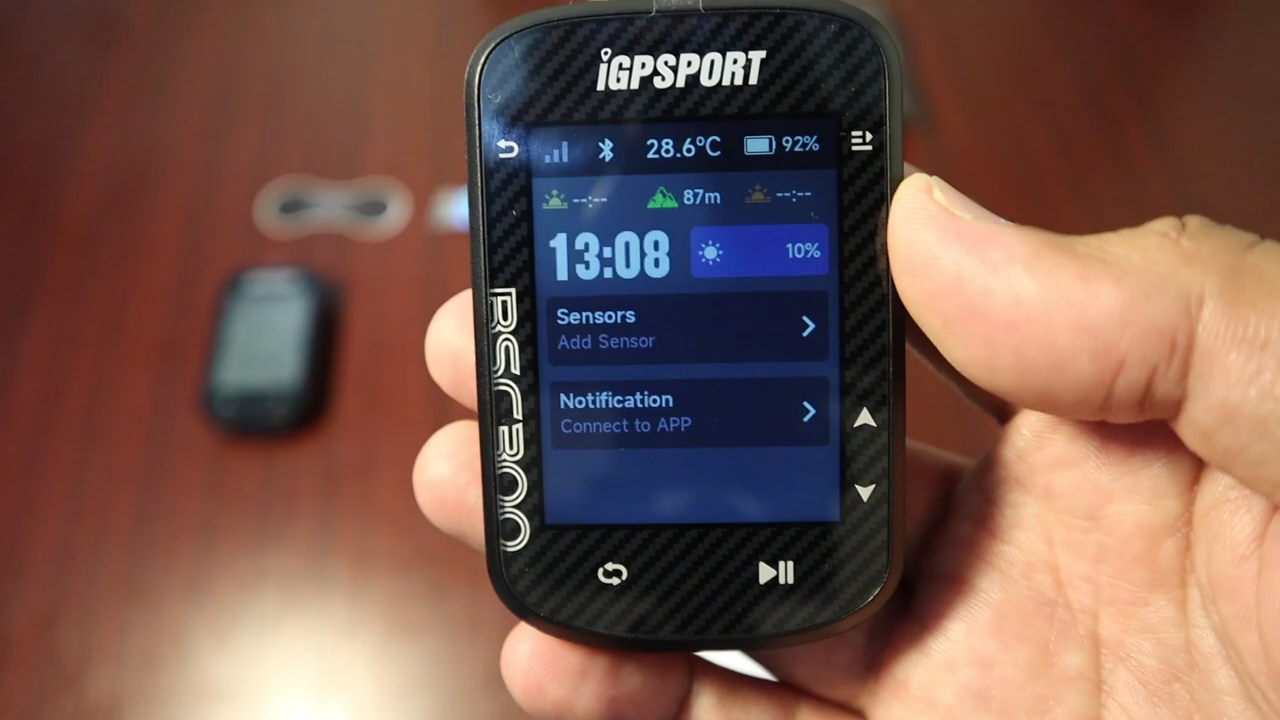 iGPSPORT
28.6°C 92%
--:-- 87m --:--
13:08 10%
Sensors
Add Sensor
Notification
Connect to APP
BSC300